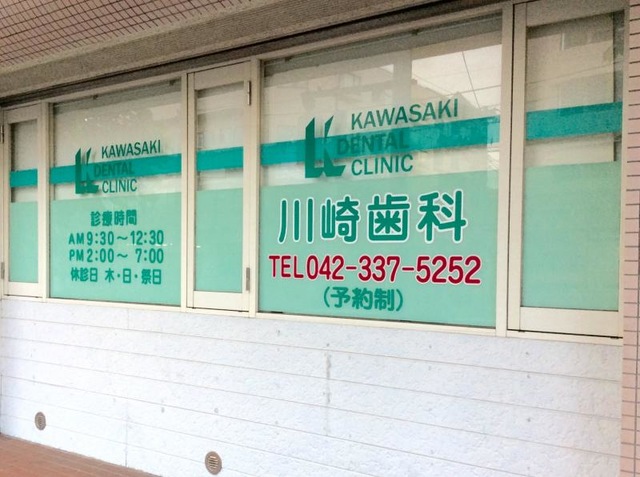 KAWASAKI
DENTAL
CLINIC
診療時間
AM 9:30〜12:30
PM 2:00〜 7:00
休診日 木・日・祭日
KAWASAKI
DENTAL
CLINIC
川崎歯科
TEL042-337-5252
(予約制)